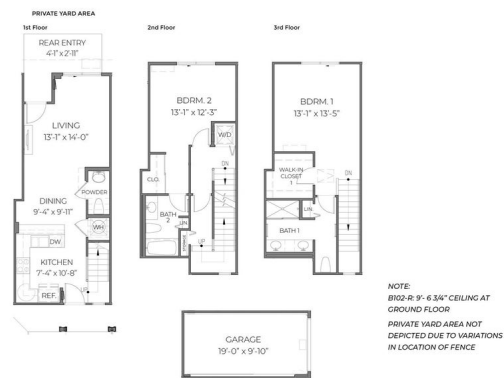 PRIVATE YARD AREA
1st Floor
REAR ENTRY
4'-1" x 2'-11"
LIVING
13'-1" x 14'-0"
DINING
9'-4" x 9'-11"
POWDER
WH
DW
KITCHEN
7'-4" x 10'-8"
UP
REF.
2nd Floor
BDRM. 2
13'-1" x 12'-3"
W/D
DN
CLO.
BATH
2
LIN.
UP
3rd Floor
BDRM. 1
13'-1" x 13'-5"
WALK-IN
CLOSET
1
DN
LIN.
BATH 1
GARAGE
19'-0" x 9'-10"
NOTE:
B102-R: 9'- 6 3/4" CEILING AT
GROUND FLOOR
PRIVATE YARD AREA NOT
DEPICTED DUE TO VARIATIONS
IN LOCATION OF FENCE